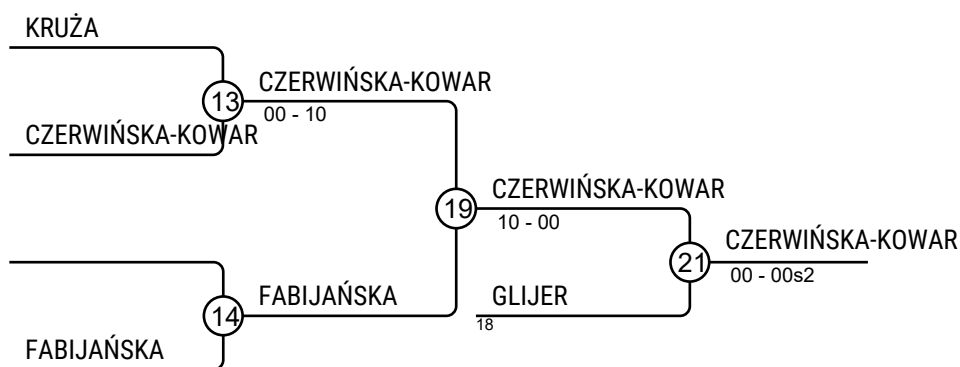 KRUŻA
13
CZERWIŃSKA-KOWAR
00 - 10
CZERWIŃSKA-KOWAR
19
CZERWIŃSKA-KOWAR
10 - 00
21
CZERWIŃSKA-KOWAR
00 - 00s2
14
FABIJAŃSKA
GLIJER
18
FABIJAŃSKA